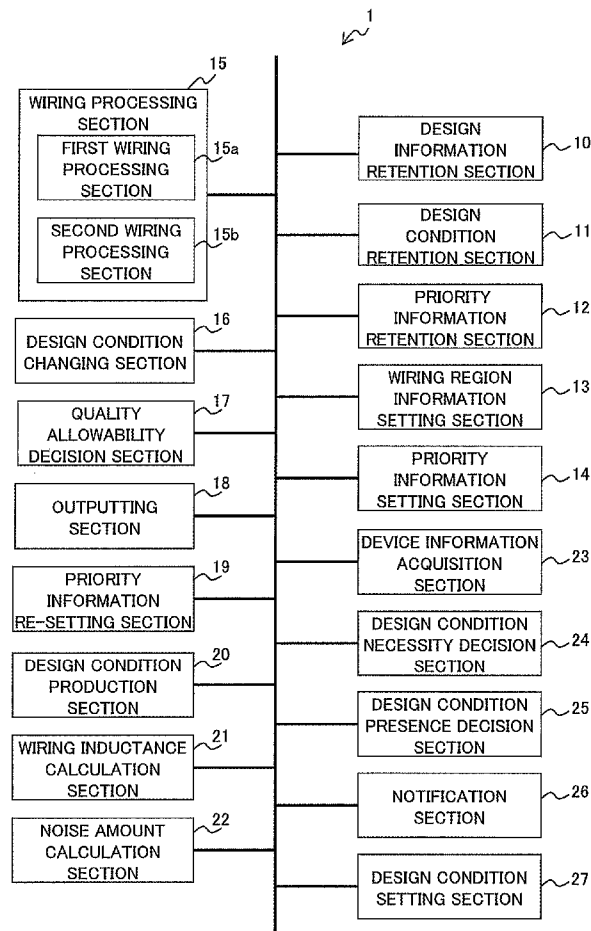 1
15
WIRING PROCESSING
SECTION
15a
FIRST WIRING
PROCESSING
SECTION
15b
SECOND WIRING
PROCESSING
SECTION
16
DESIGN CONDITION
CHANGING SECTION
17
QUALITY
ALLOWABILITY
DECISION SECTION
18
OUTPUTTING
SECTION
19
PRIORITY
INFORMATION
RE-SETTING SECTION
20
DESIGN CONDITION
PRODUCTION
SECTION
21
WIRING INDUCTANCE
CALCULATION
SECTION
22
NOISE AMOUNT
CALCULATION
SECTION
DESIGN
INFORMATION
RETENTION SECTION
10
DESIGN
CONDITION
RETENTION SECTION
11
PRIORITY
INFORMATION
RETENTION SECTION
12
WIRING REGION
INFORMATION
SETTING SECTION
13
PRIORITY
INFORMATION
SETTING SECTION
14
DEVICE INFORMATION
ACQUISITION
SECTION
23
DESIGN CONDITION
NECESSITY DECISION
SECTION
24
DESIGN CONDITION
PRESENCE DECISION
SECTION
25
NOTIFICATION
SECTION
26
DESIGN CONDITION
SETTING SECTION
27